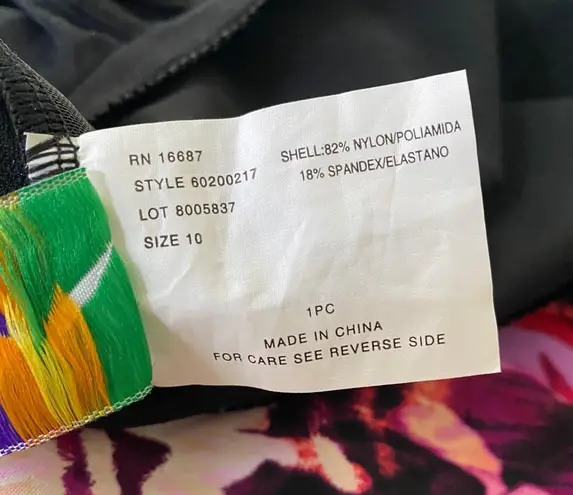 RN 16687
STYLE 60200217
LOT 8005837
SIZE 10
SHELL:82% NYLON/POLIAMIDA
18% SPANDEX/ELASTANO
1PC
MADE IN CHINA
FOR CARE SEE REVERSE SIDE